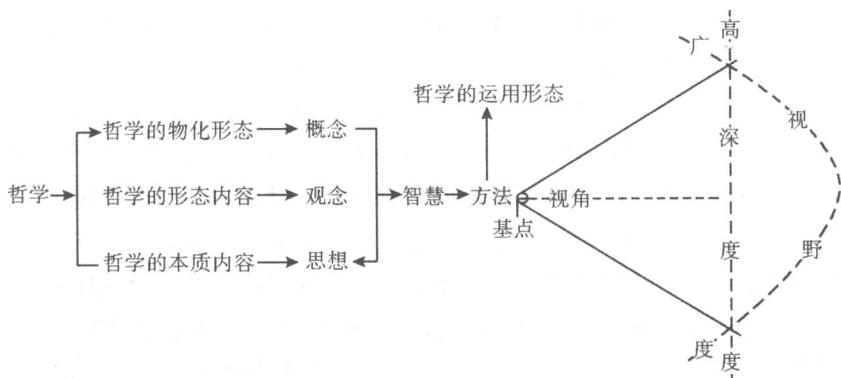 高
广
哲学的运用形态
哲学的物化形态 概念
深
视
哲学 哲学的形态内容 观念 智慧 方法 视角
基点
度
野
哲学的本质内容 思想
度
度